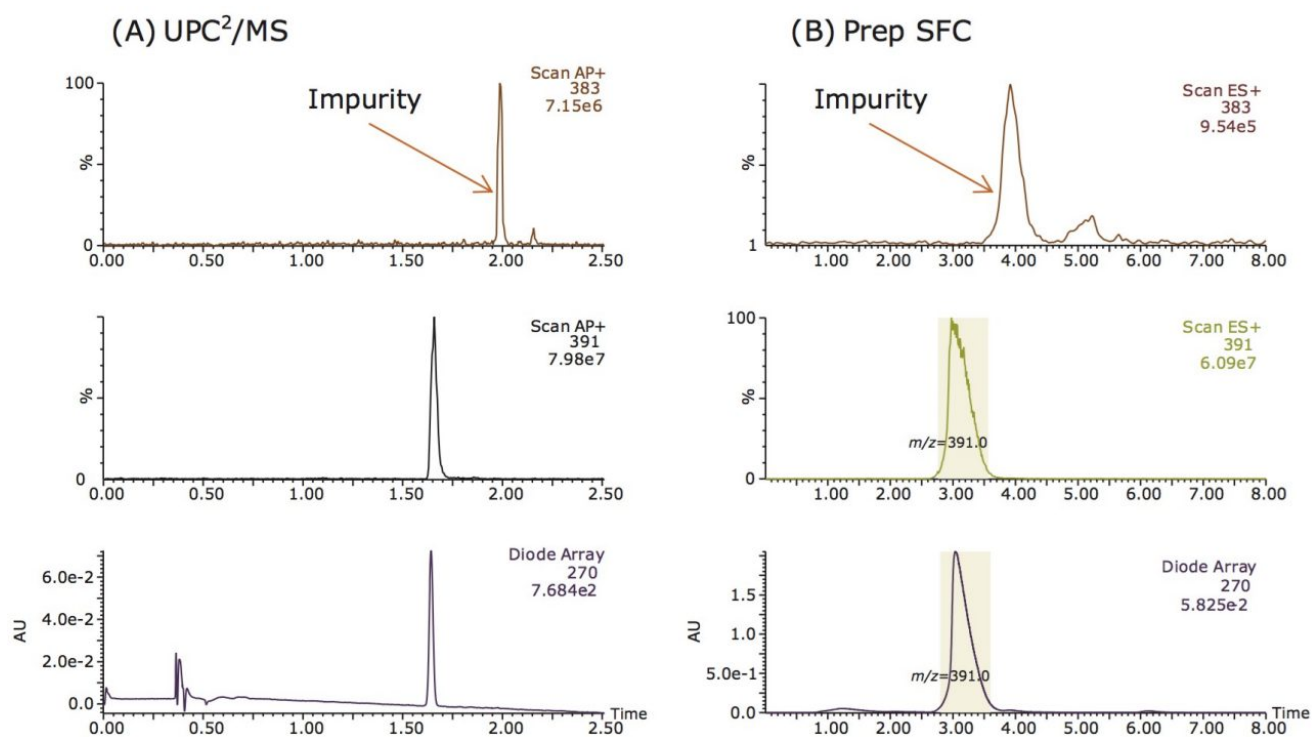 (A) UPC²/MS
Scan AP+
383
7.15e6
Impurity
100
%
0
0.00 0.50 1.00 1.50 2.00 2.50
Scan AP+
391
7.98e7
%
0
0.00 0.50 1.00 1.50 2.00 2.50
Diode Array
270
7.684e2
6.0e-2
4.0e-2
AU
2.0e-2
0.0
0.00 0.50 1.00 1.50 2.00 2.50 Time
(B) Prep SFC
Scan ES+
383
9.54e5
Impurity
%
1
1.00 2.00 3.00 4.00 5.00 6.00 7.00 8.00
Scan ES+
391
6.09e7
100
%
m/z=391.0
0
1.00 2.00 3.00 4.00 5.00 6.00 7.00 8.00
Diode Array
270
5.825e2
1.5
AU
1.0
5.0e-1
m/z=391.0
0.0
1.00 2.00 3.00 4.00 5.00 6.00 7.00 8.00 Time